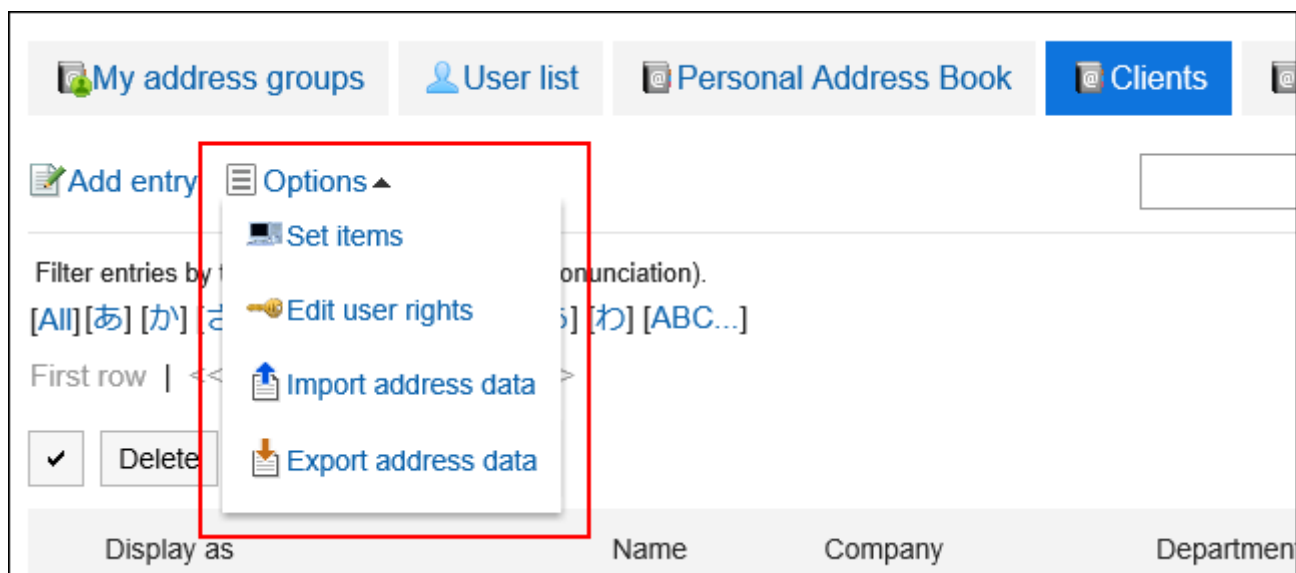 My address groups User list Personal Address Book Clients
Add entry Options
Set items
Filter entries by onunciation).
Edit user rights
[All] [あ] [か] [わ] [ABC...]
First row | <<
Import address data
Delete
Export address data
Display as Name Company Departmen